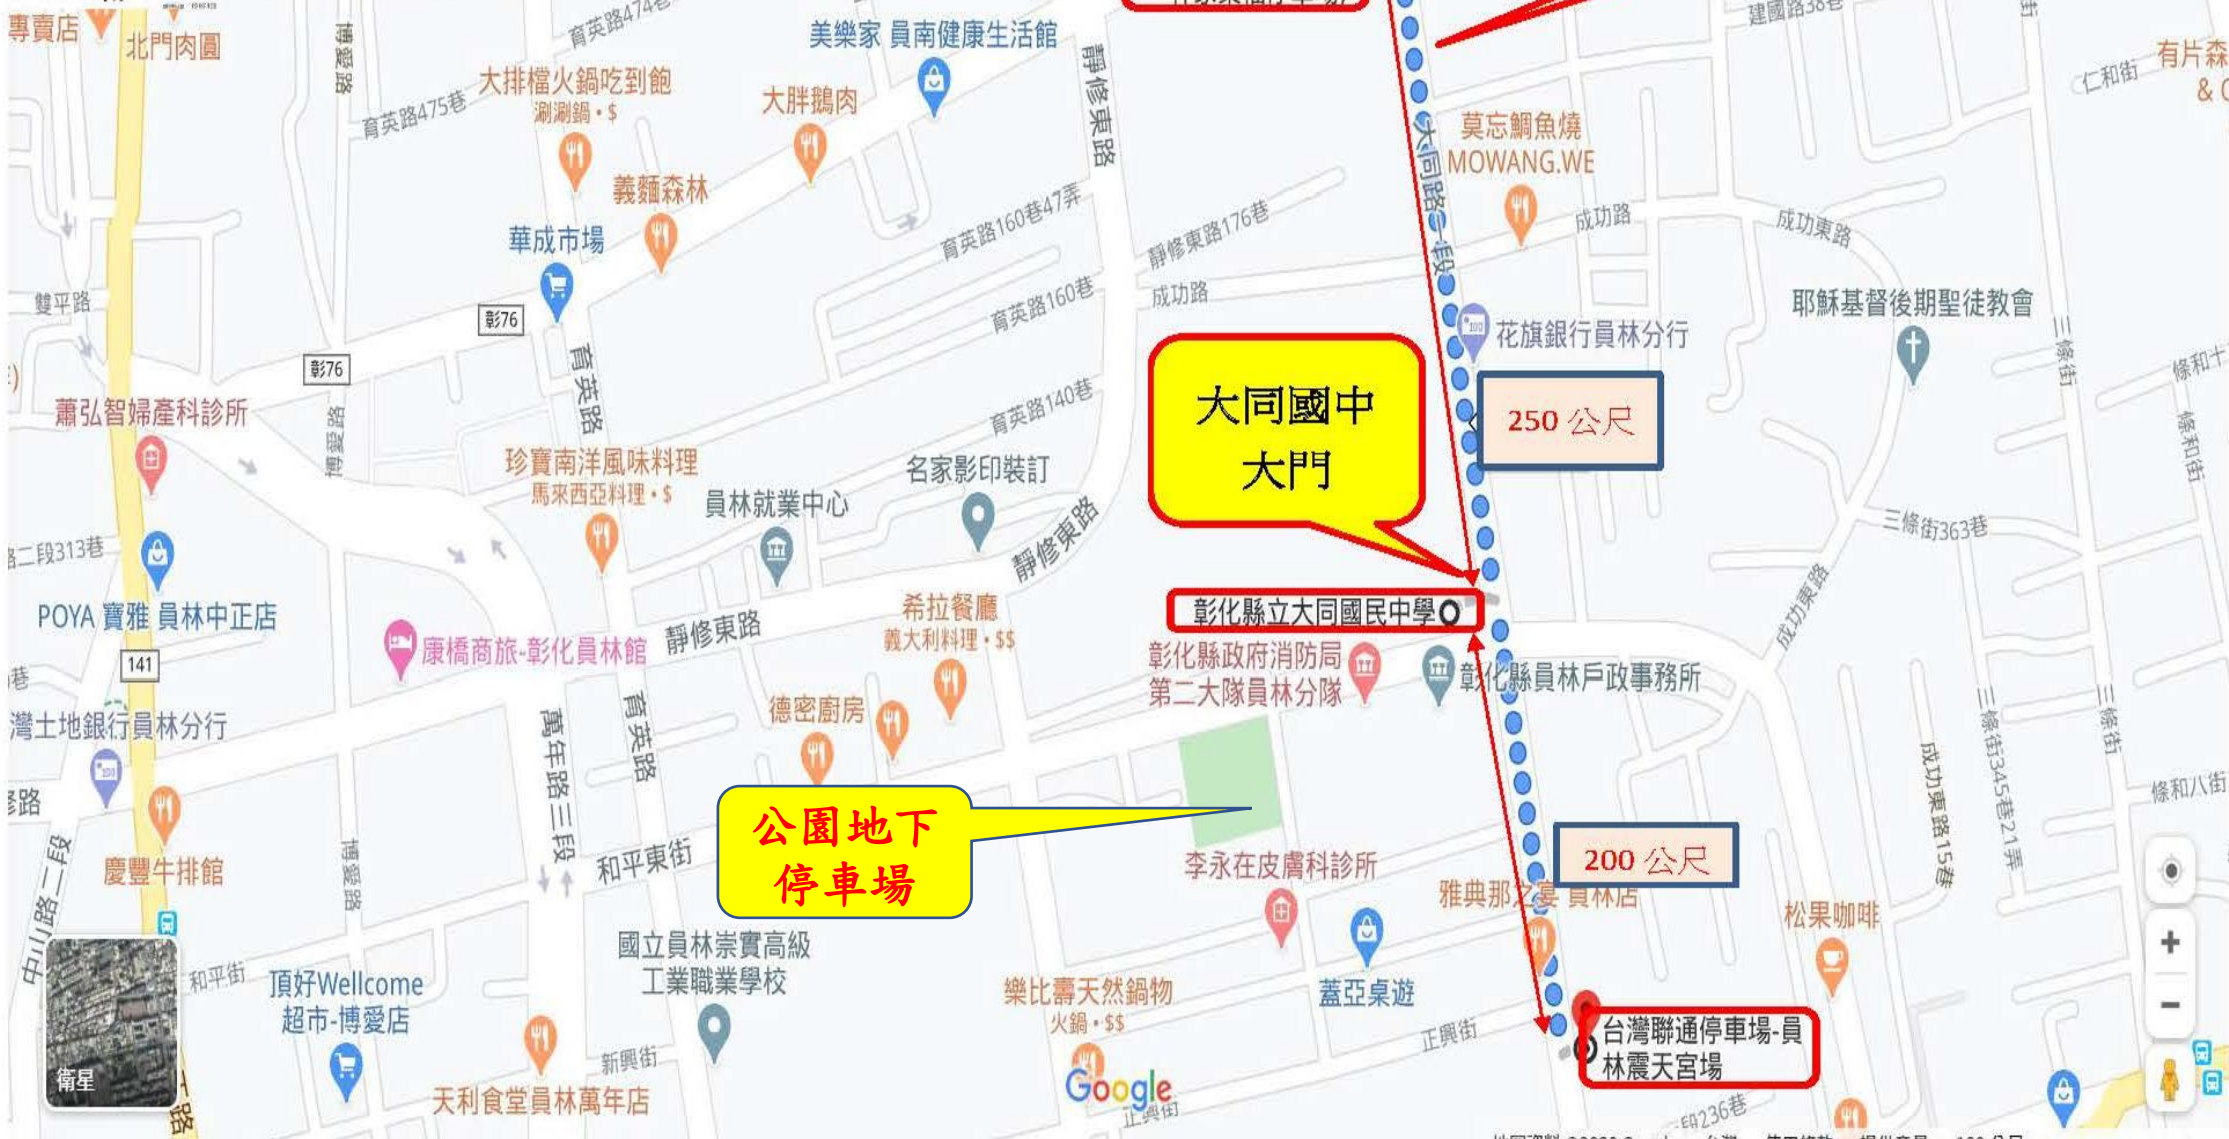 專賣店
北門肉圓
博愛路
育英路474巷
美樂家 員南健康生活館
靜修東路
建國路38巷
街
仁和街
有片森
大排檔火鍋吃到飽
涮涮鍋・$
育英路475巷
大胖鵝肉
大同路一段
莫忘鯛魚燒
MOWANG.WE
義麵森林
華成市場
育英路160巷47弄
靜修東路176巷
成功路
成功東路
雙平路
彰76
育英路160巷
成功路
花旗銀行員林分行
耶穌基督後期聖徒教會
三條街
彰76
育英路
條和十
蕭弘智婦產科診所
博愛路
育英路140巷
大同國中
大門
250 公尺
條和街
珍寶南洋風味料理
馬來西亞料理・$
名家影印裝訂
員林就業中心
三條街363巷
路二段313巷
靜修東路
POYA 寶雅 員林中正店
希拉餐廳
義大利料理・$$
彰化縣立大同國民中學
成功東路
靜修東路
康橋商旅-彰化員林館
141
巷
彰化縣政府消防局
第二大隊員林分隊
彰化縣員林戶政事務所
灣土地銀行員林分行
德密廚房
萬年路三段
育英路
三條街345巷21弄
三條街
成功東路15巷
條和八街
公園地下
停車場
慶豐牛排館
博愛路
和平東街
李永在皮膚科診所
200 公尺
雅典那之宴 員林店
松果咖啡
中山路二段
和平街
國立員林崇實高級
工業職業學校
頂好Wellcome
超市-博愛店
樂比壽天然鍋物
火鍋・$$
蓋亞桌遊
正興街
台灣聯通停車場-員
林震天宮場
衛星
新興街
天利食堂員林萬年店
Google
正興街
段236巷